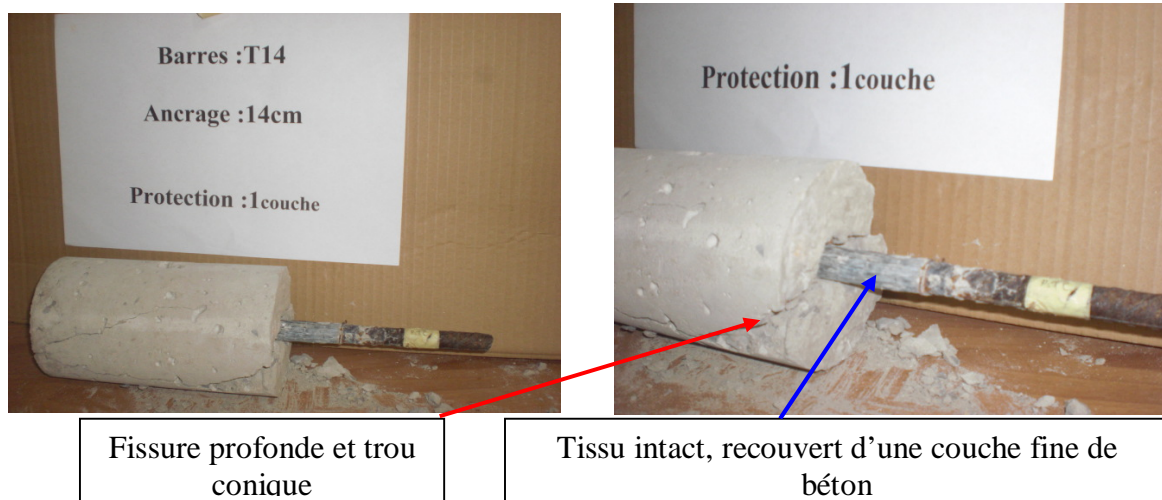 Barres :T14
Ancrage :14cm
Protection :1couche
Protection :1couche
Fissure profonde et trou
conique
Tissu intact, recouvert d'une couche fine de
béton